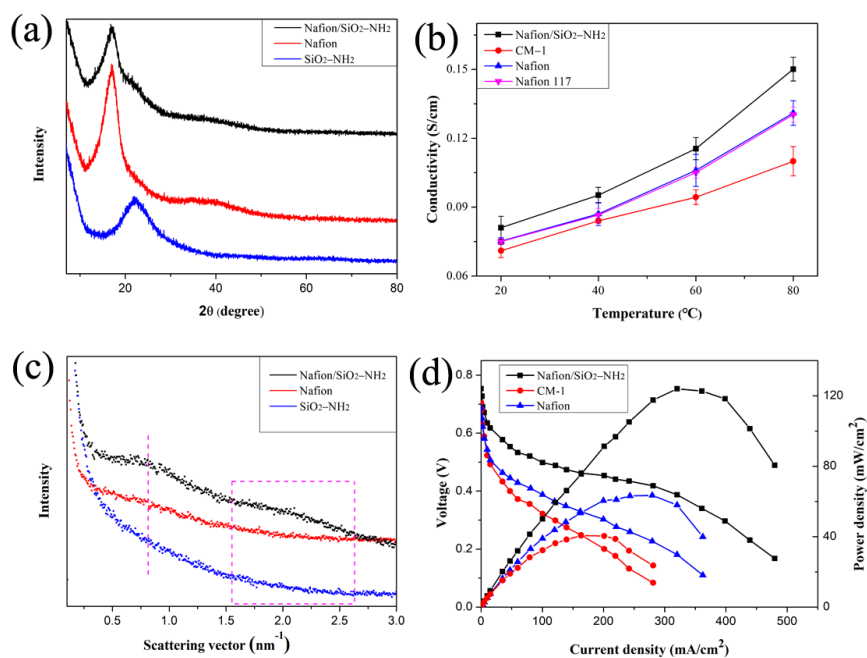 (a)
Nafion/SiO₂–NH₂
Nafion
SiO₂–NH₂
Intensity
20 40 60 80
2θ (degree)
(b)
Nafion/SiO₂–NH₂
CM–1
Nafion
Nafion 117
Conductivity (S/cm)
0.15
0.12
0.09
0.06
20 40 60 80
Temperature (°C)
(c)
Nafion/SiO₂–NH₂
Nafion
SiO₂–NH₂
Intensity
0.5 1.0 1.5 2.0 2.5 3.0
Scattering vector (nm⁻¹)
(d)
Nafion/SiO₂–NH₂
CM-1
Nafion
Voltage (V)
0.8
0.6
0.4
0.2
0.0
0 100 200 300 400 500
Current density (mA/cm²)
120
80
40
0
Power density (mW/cm²)